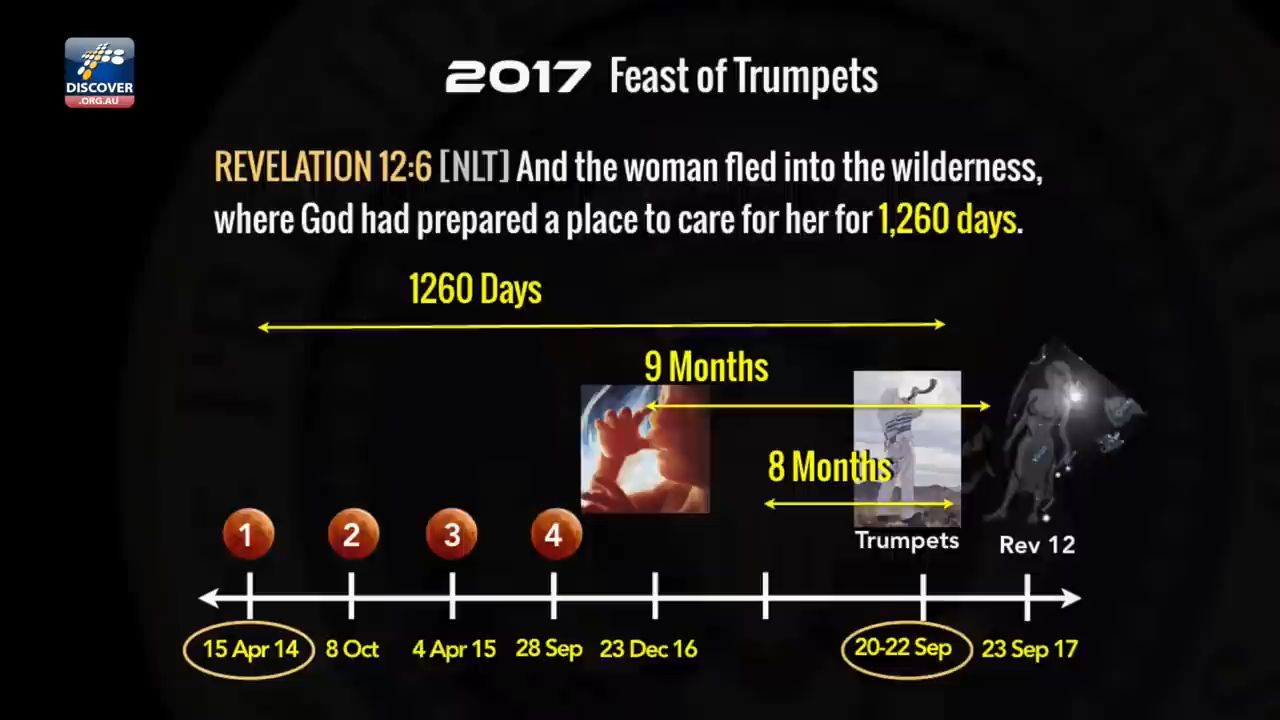 DISCOVER
.ORG.AU
2017 Feast of Trumpets
REVELATION 12:6 [NLT] And the woman fled into the wilderness,
where God had prepared a place to care for her for 1,260 days.
1260 Days
9 Months
8 Months
1 2 3 4
Trumpets Rev 12
15 Apr 14 8 Oct 4 Apr 15 28 Sep 23 Dec 16 20-22 Sep 23 Sep 17